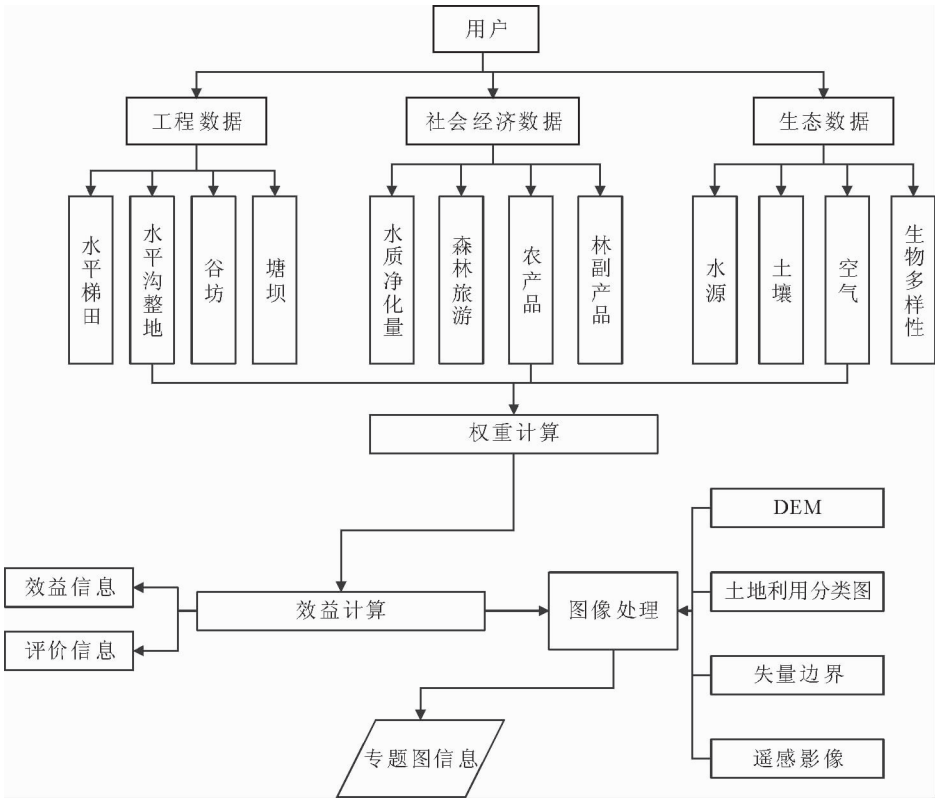 用户
工程数据
社会经济数据
生态数据
水平梯田
水平沟整地
谷坊
塘坝
水质净化量
森林旅游
农产品
林副产品
水源
土壤
空气
生物多样性
权重计算
DEM
效益信息
效益计算
图像处理
土地利用分类图
评价信息
失量边界
专题图信息
遥感影像